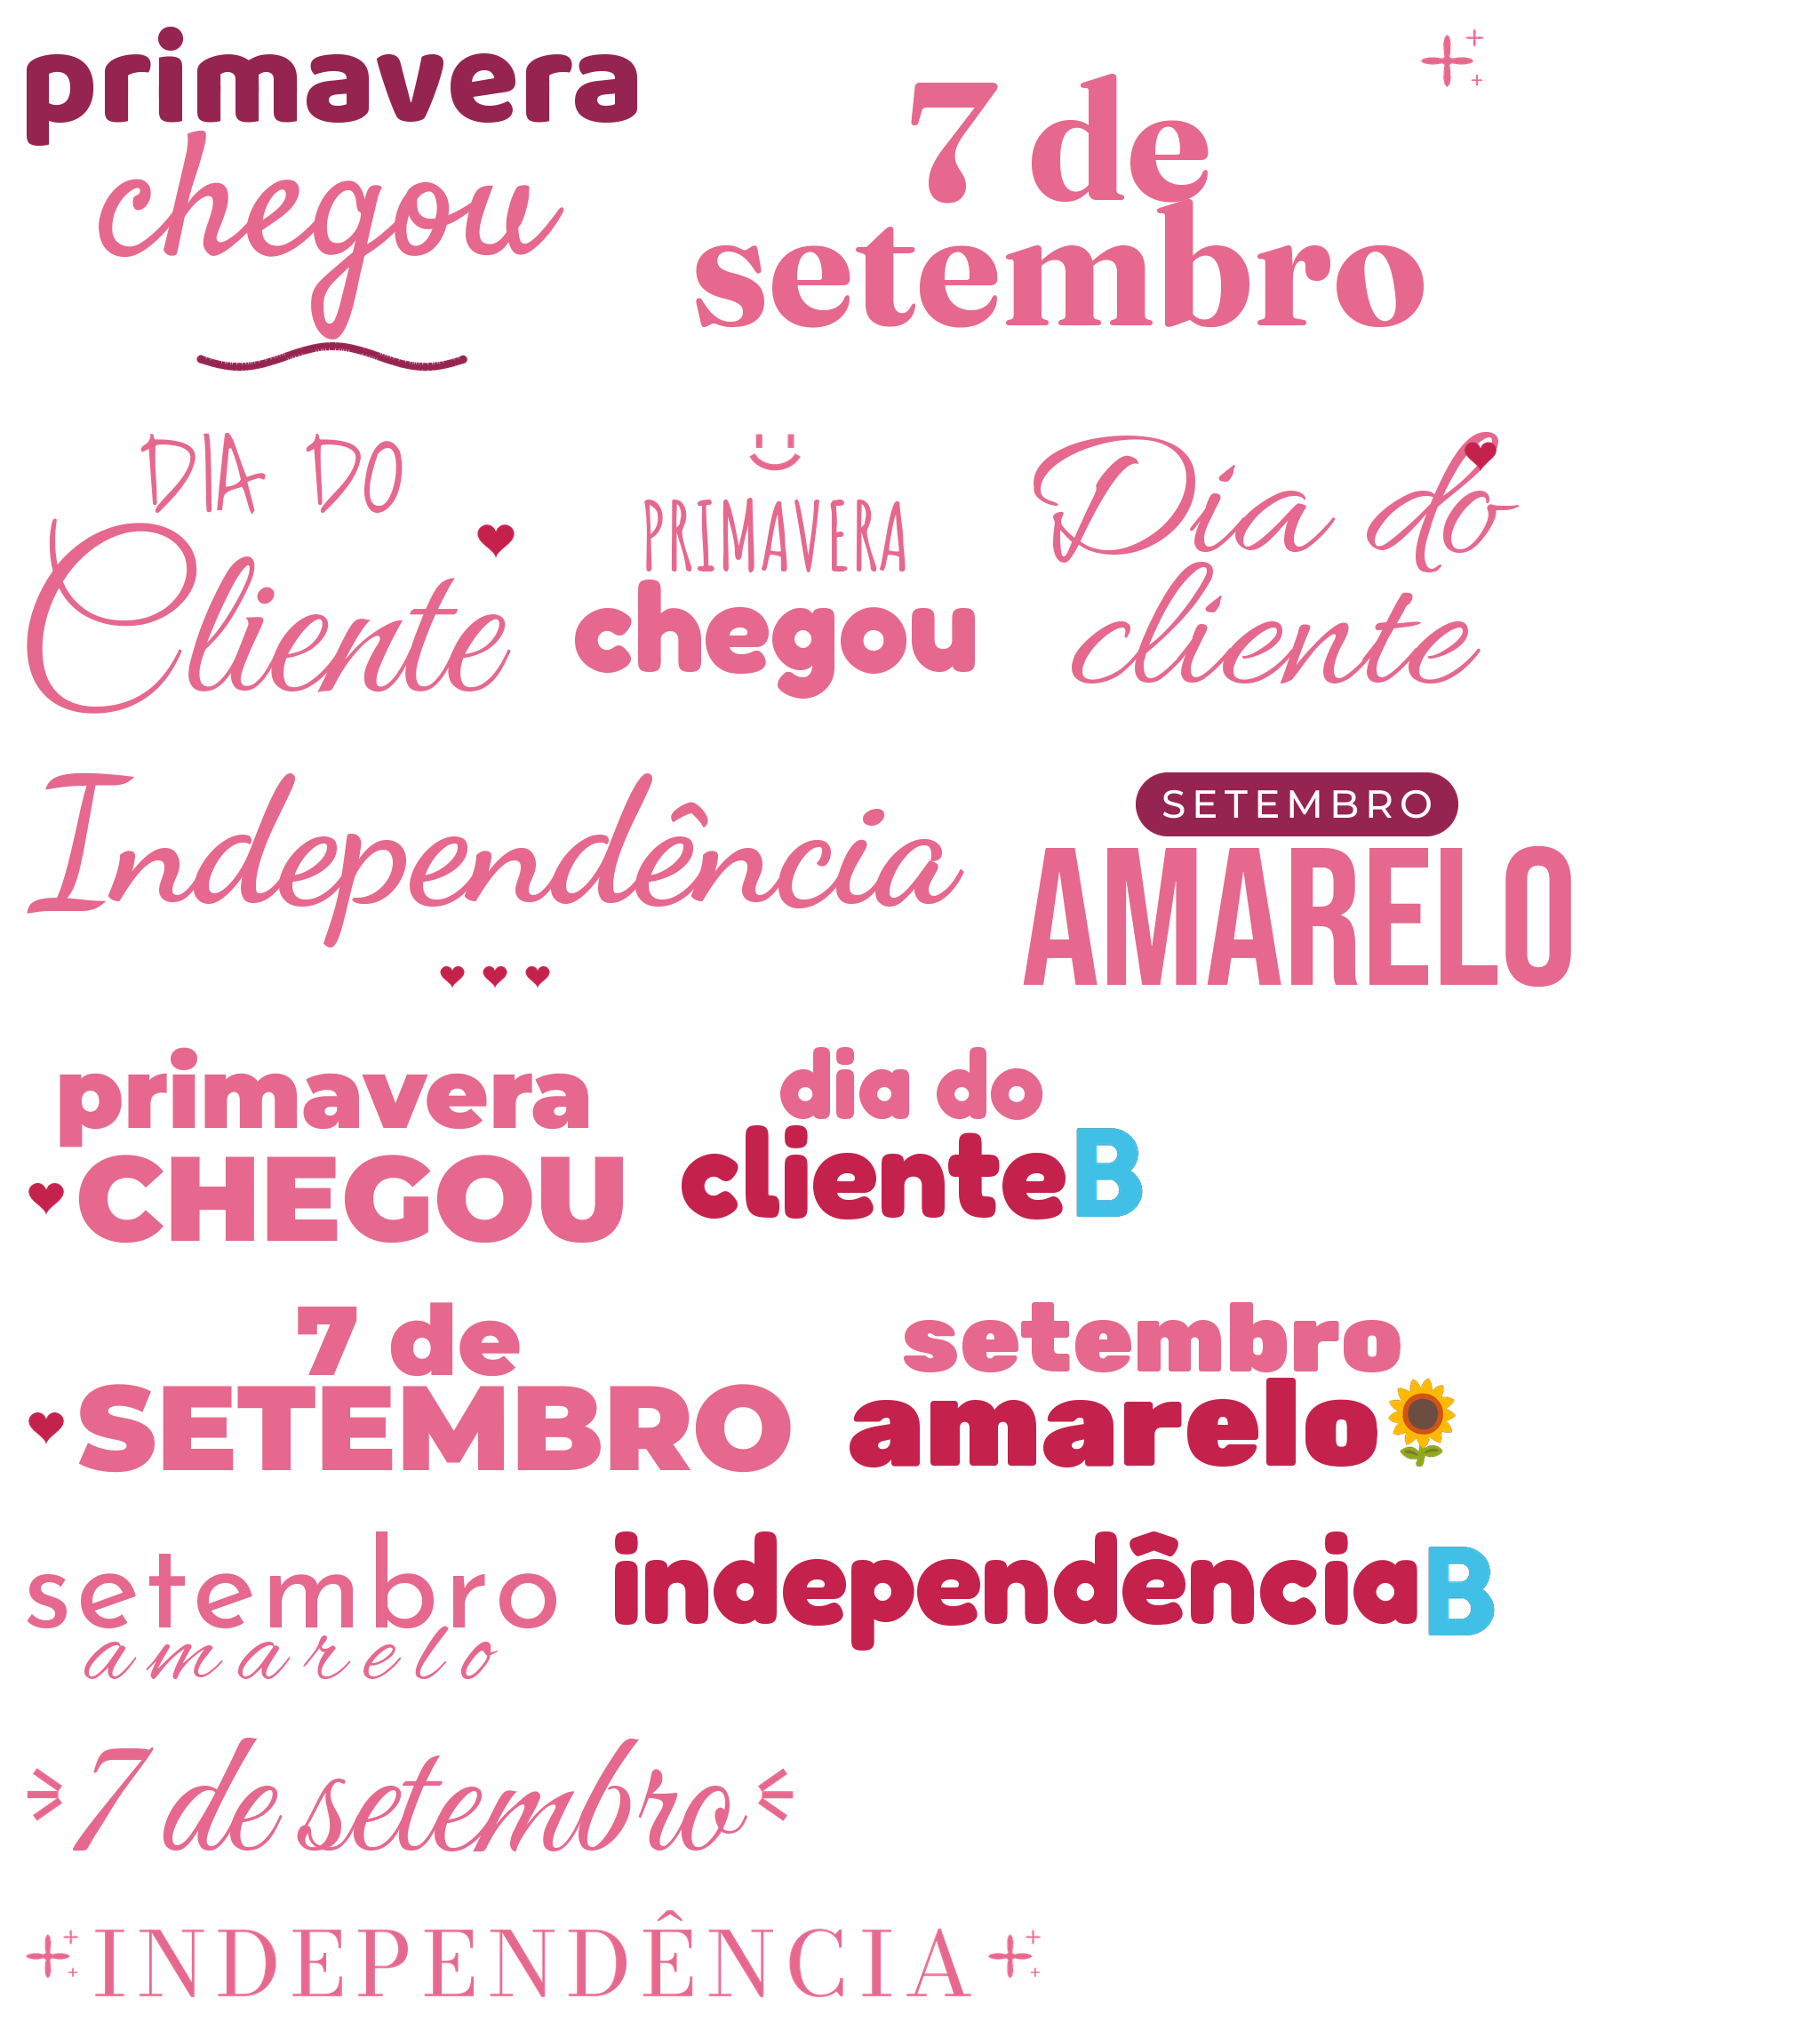 primavera
chegou
7 de
setembro
DIA DO
Cliente
PRIMAVERA
chegou
Dia do
cliente
Independência
SETEMBRO
AMARELO
primavera
CHEGOU
dia do
clienteB
7 de
SETEMBRO
setembro
amarelo
setembro
amarelo
independênciaB
7 de setembro
INDEPENDÊNCIA